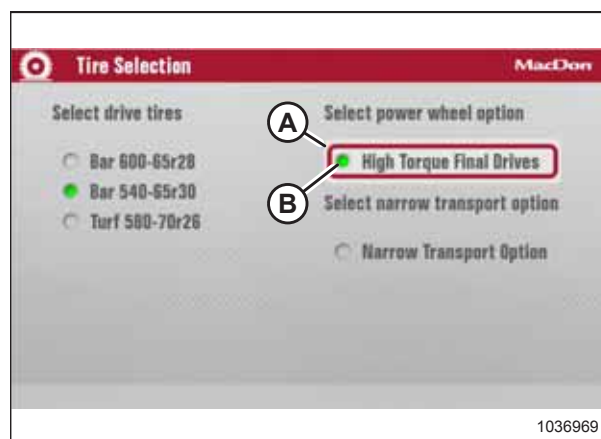 Tire Selection
MacDon
Select drive tires
Bar 600-65r28
Bar 540-65r30
Turf 580-70r26
A
Select power wheel option
High Torque Final Drives
B
Select narrow transport option
Narrow Transport Option
1036969